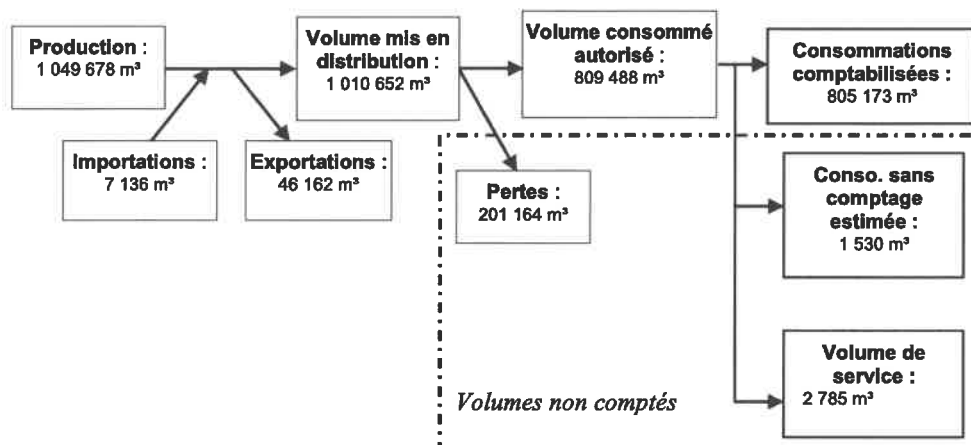 Production :
1 049 678 m³
Volume mis en
distribution :
1 010 652 m³
Volume consommé
autorisé :
809 488 m³
Consommations
comptabilisées :
805 173 m³
Importations :
7 136 m³
Exportations :
46 162 m³
Pertes :
201 164 m³
Conso. sans
comptage
estimée :
1 530 m³
Volume de
service :
2 785 m³
Volumes non comptés